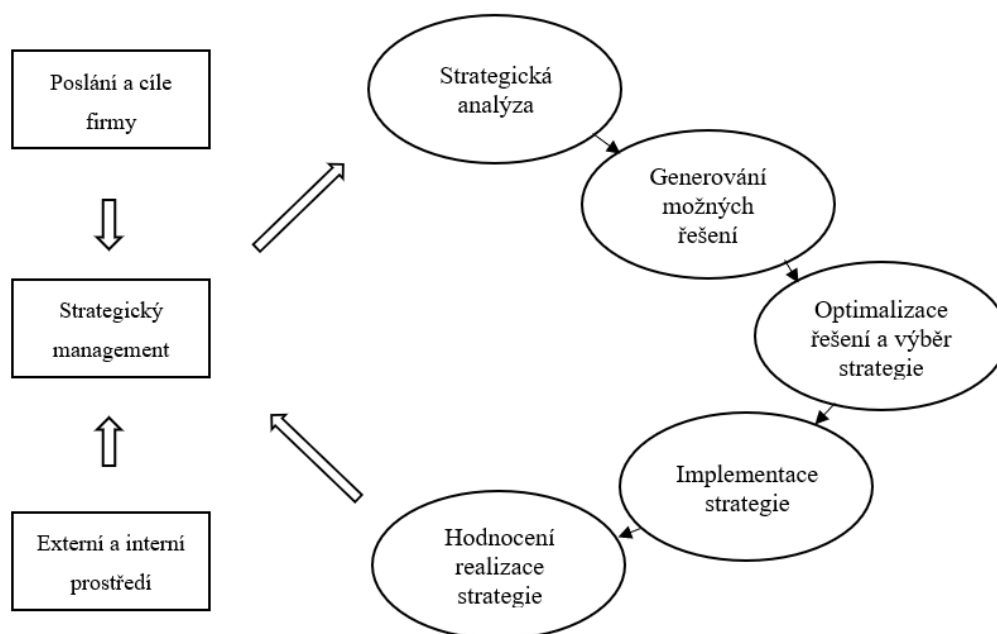 Poslání a cíle
firmy
Strategický
management
Externí a interní
prostředí
Strategická
analýza
Generování
možných
řešení
Optimalizace
řešení a výběr
strategie
Implementace
strategie
Hodnocení
realizace
strategie